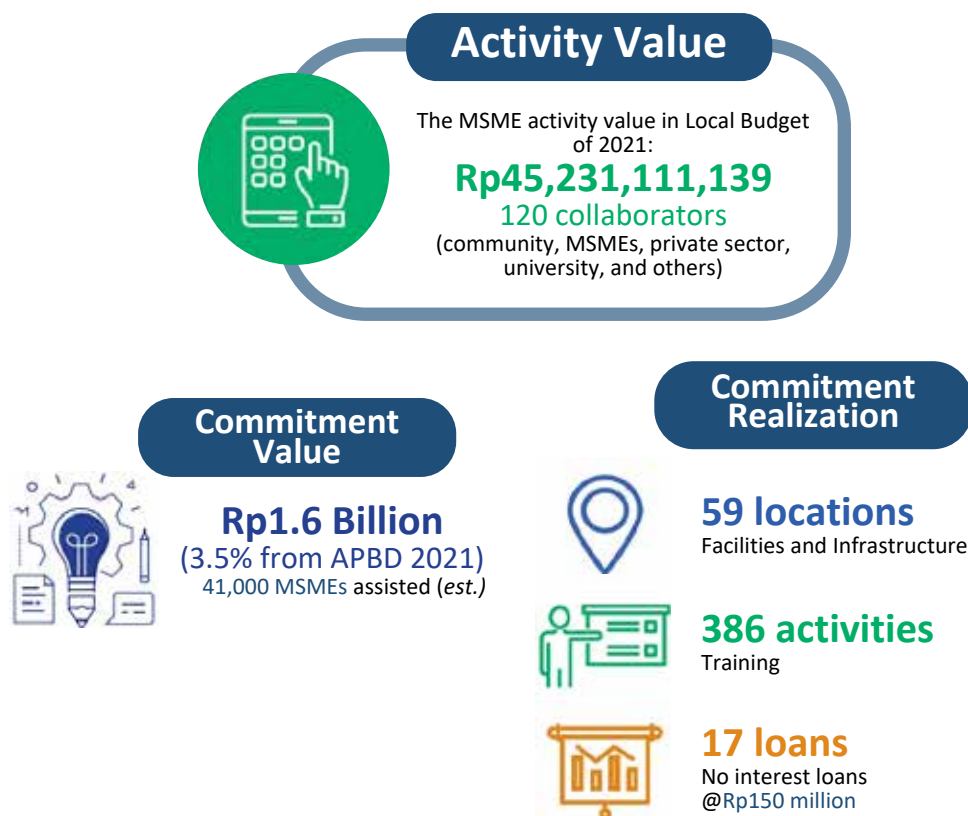 Activity Value
The MSME activity value in Local Budget
of 2021:
Rp45,231,111,139
120 collaborators
(community, MSMEs, private sector,
university, and others)
Commitment
Value
Rp1.6 Billion
(3.5% from APBD 2021)
41,000 MSMEs assisted (est.)
Commitment
Realization
59 locations
Facilities and Infrastructure
386 activities
Training
17 loans
No interest loans
@Rp150 million